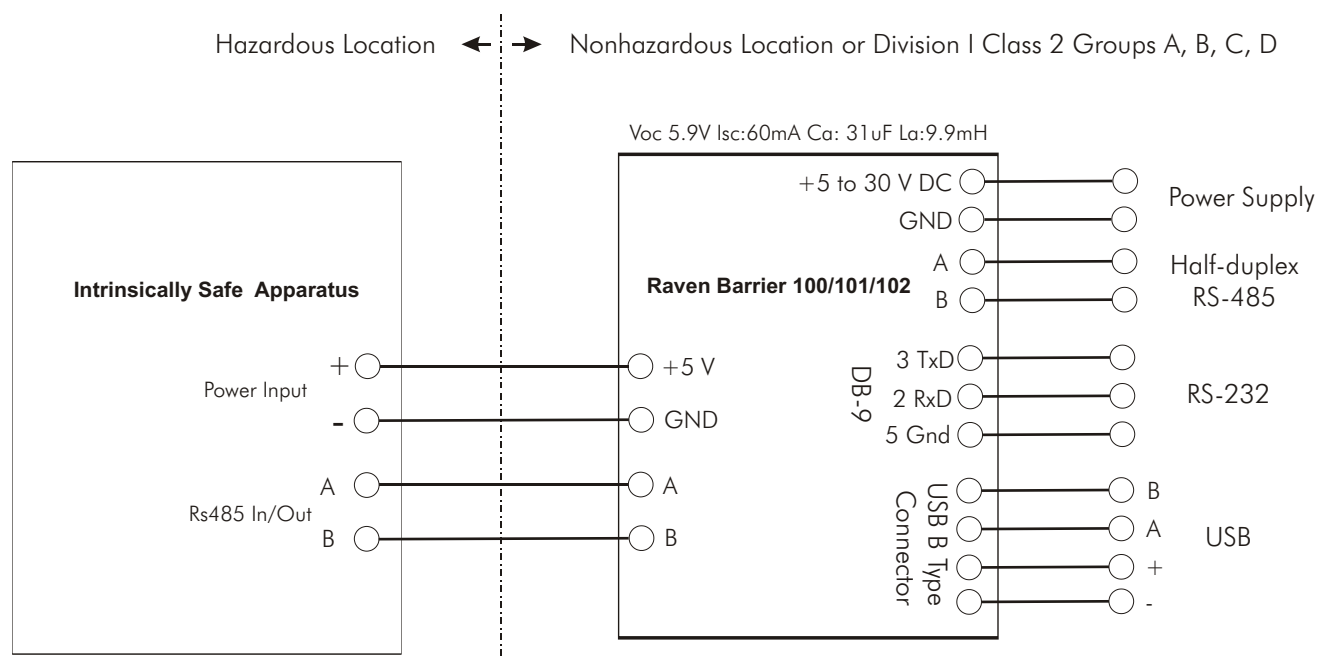 Hazardous Location
Nonhazardous Location or Division I Class 2 Groups A, B, C, D
Voc 5.9V Isc:60mA Ca: 31uF La:9.9mH
Intrinsically Safe Apparatus
+
Power Input
-
A
Rs485 In/Out
B
Raven Barrier 100/101/102
+5 V
GND
A
B
+5 to 30 V DC
GND
A
B
DB-9
3 TxD
2 RxD
5 Gnd
USB B Type
Connector
Power Supply
Half-duplex
RS-485
RS-232
B
A
+
-
USB